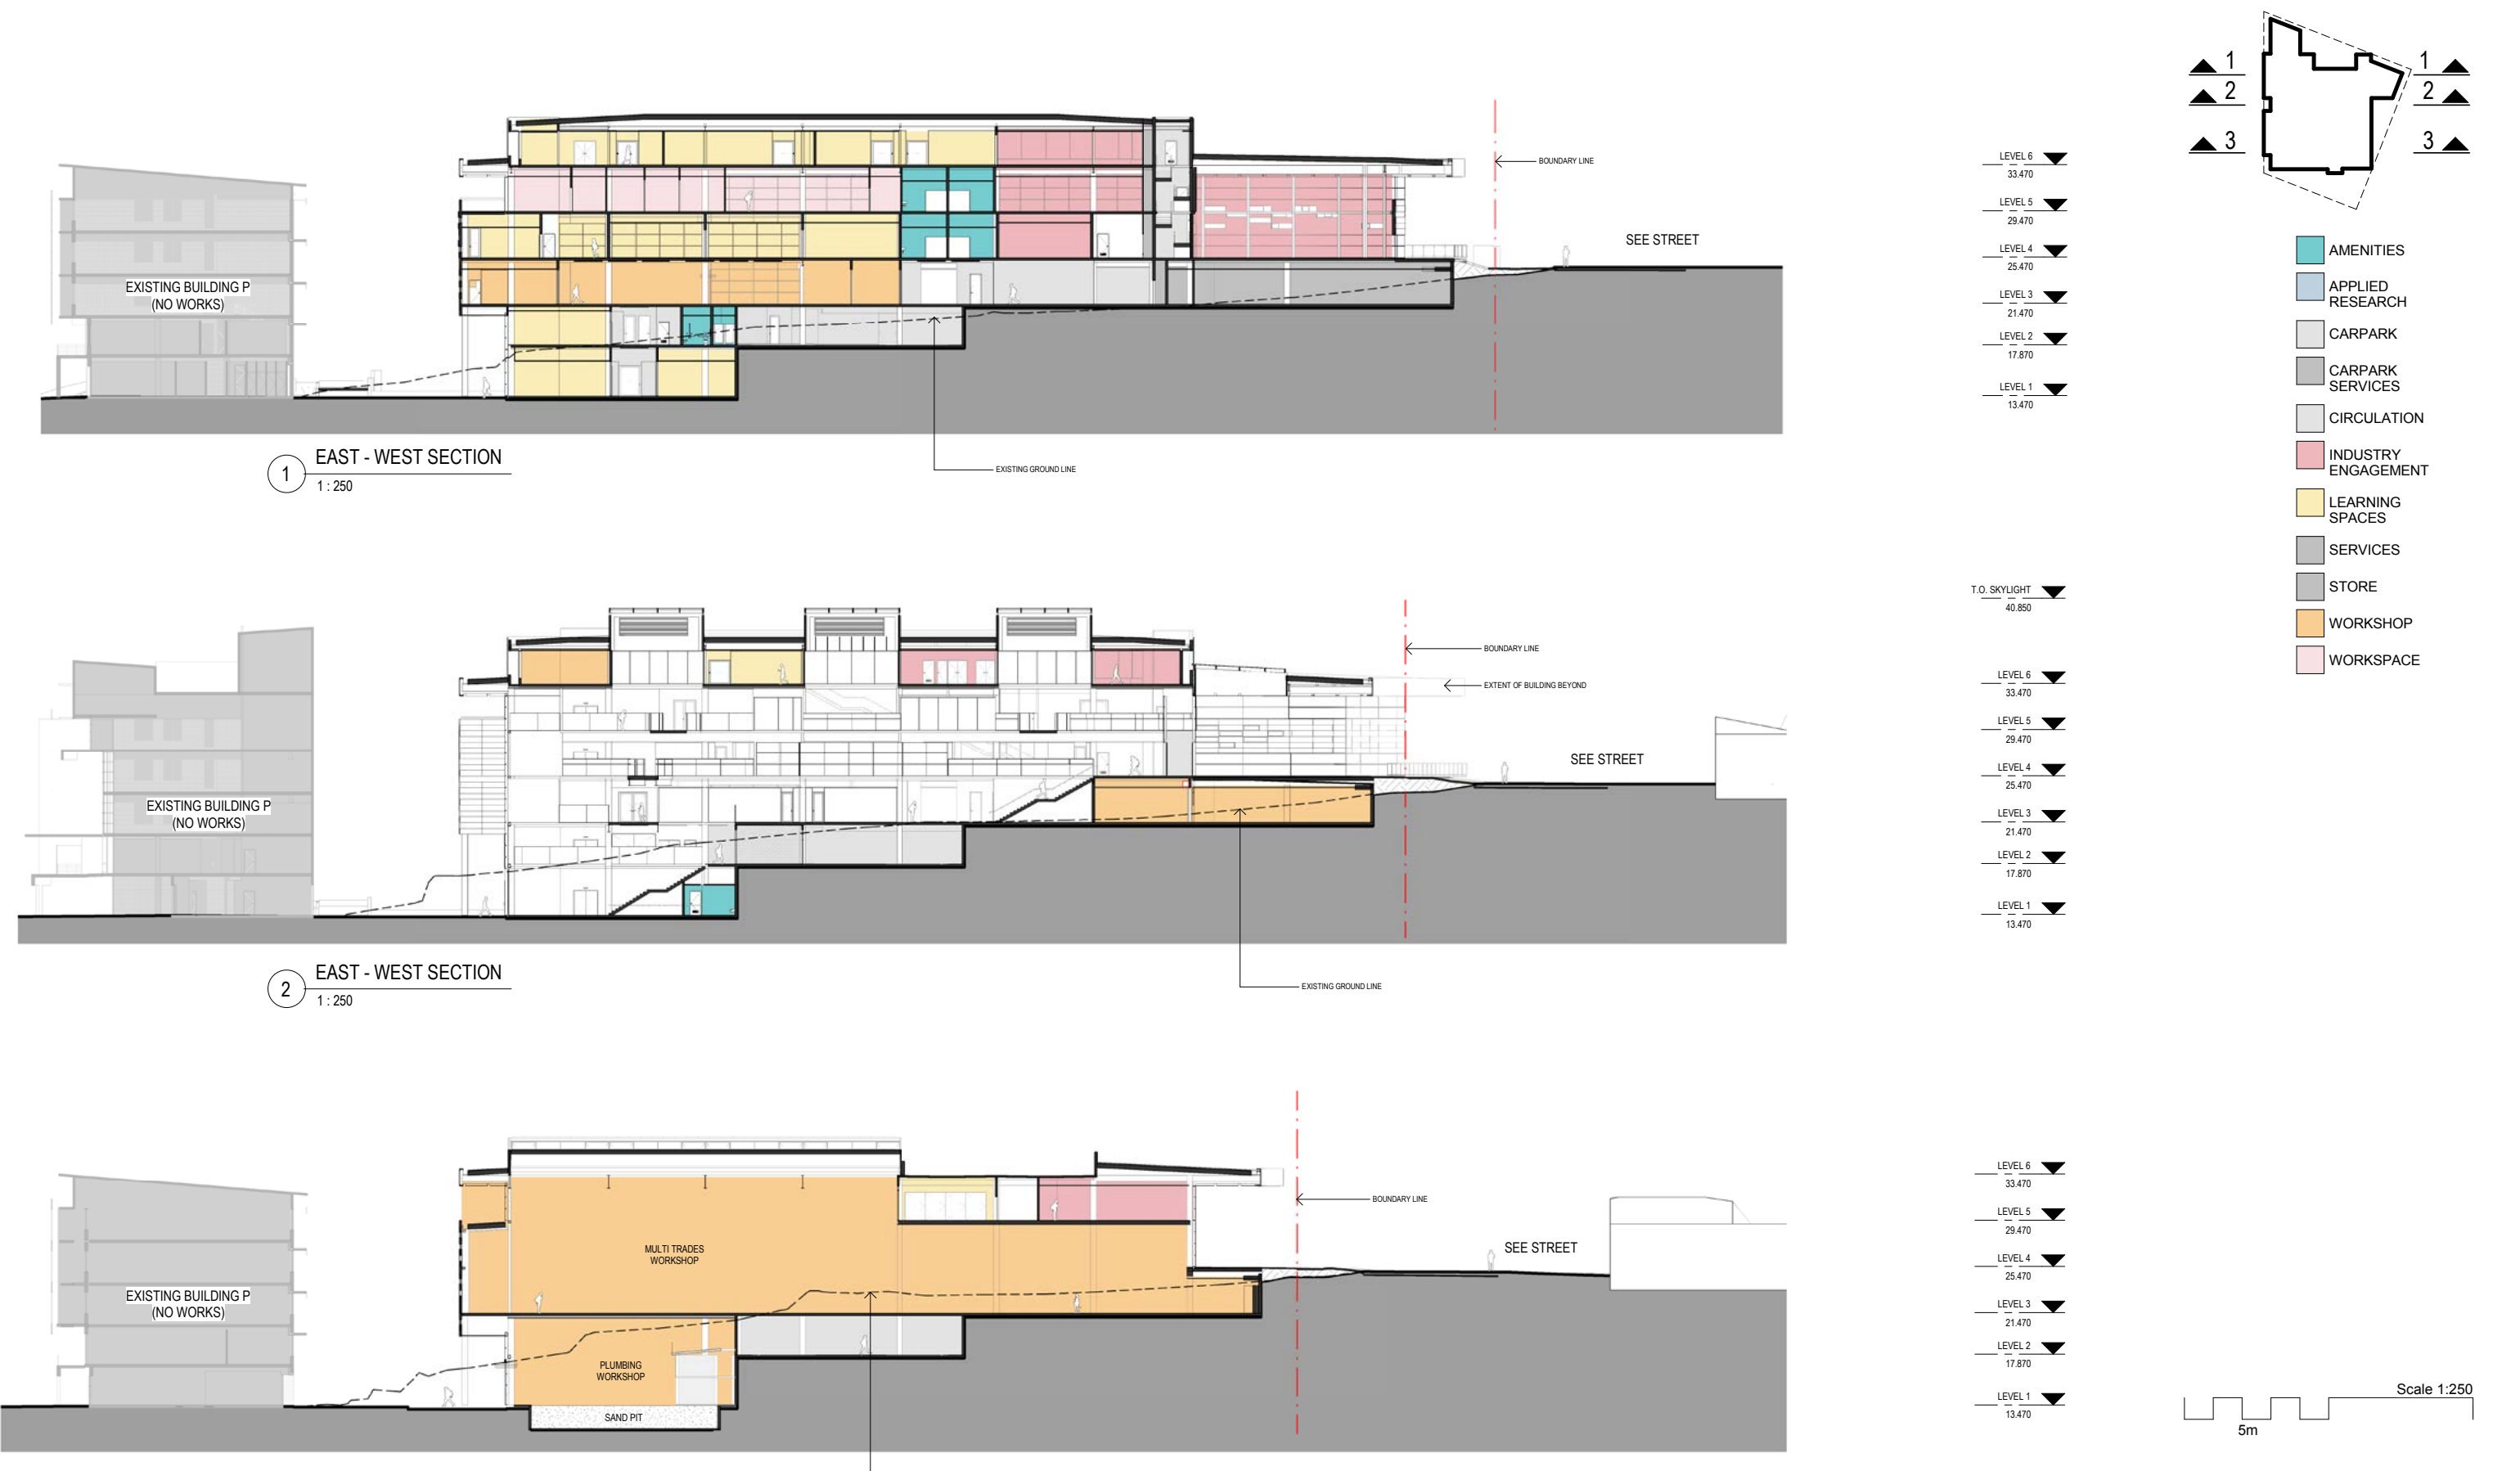 1
2
3
1
2
3
BOUNDARY LINE
SEE STREET
EXISTING BUILDING P
(NO WORKS)
LEVEL 6
33.470
LEVEL 5
29.470
LEVEL 4
25.470
LEVEL 3
21.470
LEVEL 2
17.870
LEVEL 1
13.470
1
EAST - WEST SECTION
1 : 250
EXISTING GROUND LINE
AMENITIES
APPLIED
RESEARCH
CARPARK
CARPARK
SERVICES
CIRCULATION
INDUSTRY
ENGAGEMENT
LEARNING
SPACES
SERVICES
STORE
WORKSHOP
WORKSPACE
BOUNDARY LINE
EXTENT OF BUILDING BEYOND
SEE STREET
EXISTING BUILDING P
(NO WORKS)
T.O. SKYLIGHT
40.850
LEVEL 6
33.470
LEVEL 5
29.470
LEVEL 4
25.470
LEVEL 3
21.470
LEVEL 2
17.870
LEVEL 1
13.470
2
EAST - WEST SECTION
1 : 250
EXISTING GROUND LINE
BOUNDARY LINE
SEE STREET
MULTI TRADES
WORKSHOP
EXISTING BUILDING P
(NO WORKS)
PLUMBING
WORKSHOP
SAND PIT
LEVEL 6
33.470
LEVEL 5
29.470
LEVEL 4
25.470
LEVEL 3
21.470
LEVEL 2
17.870
LEVEL 1
13.470
Scale 1:250
5m